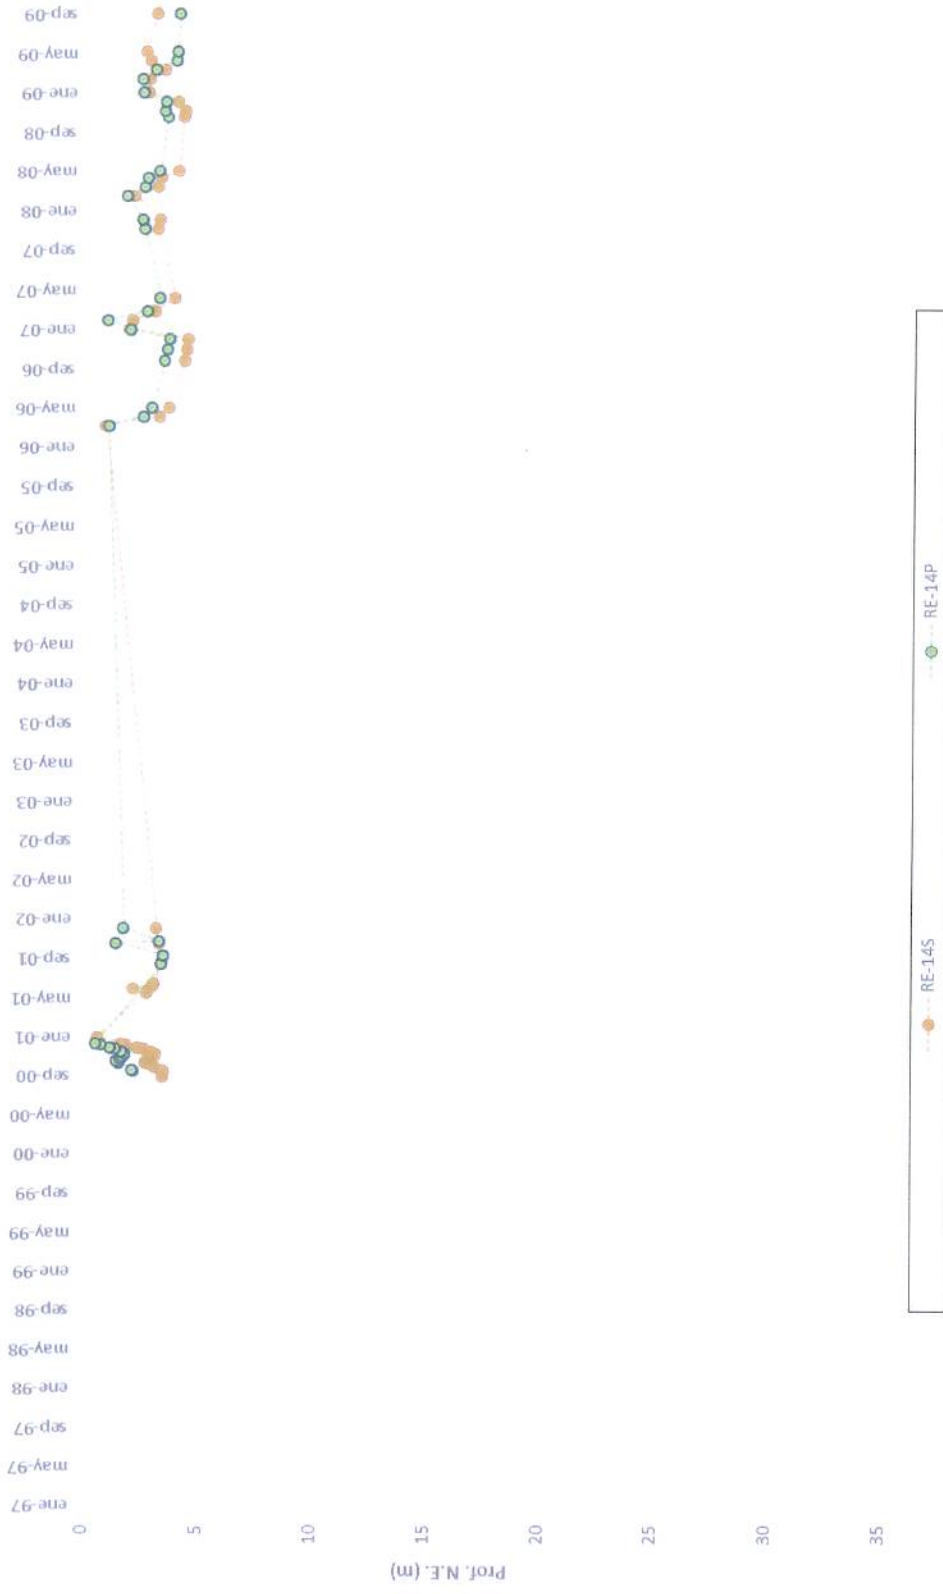 ene-97
may-97
sep-97
ene-98
may-98
sep-98
ene-99
may-99
sep-99
ene-00
may-00
sep-00
ene-01
may-01
sep-01
ene-02
may-02
sep-02
ene-03
may-03
sep-03
ene-04
may-04
sep-04
ene-05
may-05
sep-05
ene-06
may-06
sep-06
ene-07
may-07
sep-07
ene-08
may-08
sep-08
ene-09
may-09
sep-09
0
5
10
15
20
25
30
35
Prof. N.E. (m)
RE-14S
RE-14P